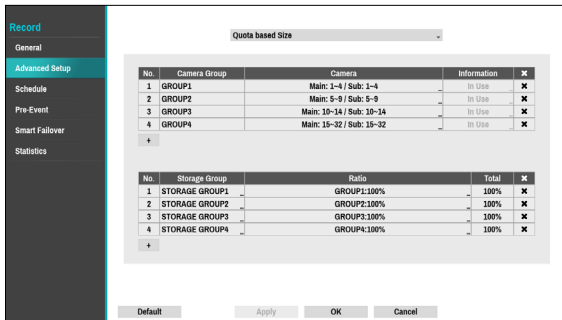 Record
General
Advanced Setup
Schedule
Pre-Event
Smart Failover
Statistics
Quota based Size
No. Camera Group Camera Information ✖
1 GROUP1 Main: 1~4 / Sub: 1~4 ... In Use ... ✖
2 GROUP2 Main: 5~9 / Sub: 5~9 ... In Use ... ✖
3 GROUP3 Main: 10~14 / Sub: 10~14 ... In Use ... ✖
4 GROUP4 Main: 15~32 / Sub: 15~32 ... In Use ... ✖
+
No. Storage Group Ratio Total ✖
1 STORAGE GROUP1 ... GROUP1:100% ... 100% ✖
2 STORAGE GROUP2 ... GROUP2:100% ... 100% ✖
3 STORAGE GROUP3 ... GROUP3:100% ... 100% ✖
4 STORAGE GROUP4 ... GROUP4:100% ... 100% ✖
+
Default Apply OK Cancel